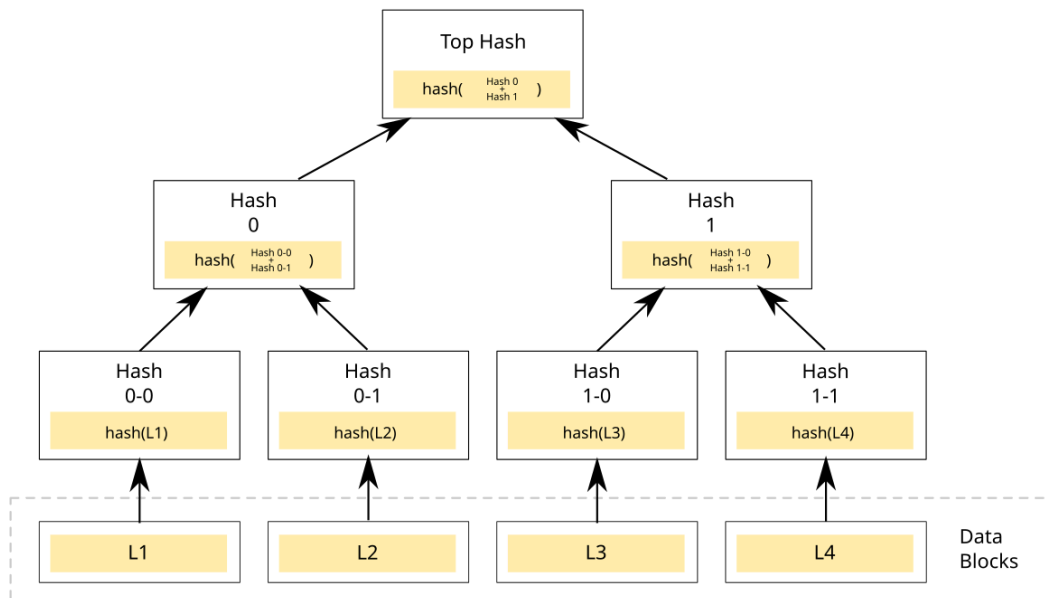 Top Hash
hash( Hash 0 + Hash 1 )
Hash
0
hash( Hash 0-0 + Hash 0-1 )
Hash
1
hash( Hash 1-0 + Hash 1-1 )
Hash
0-0
hash(L1)
Hash
0-1
hash(L2)
Hash
1-0
hash(L3)
Hash
1-1
hash(L4)
L1
L2
L3
L4
Data
Blocks